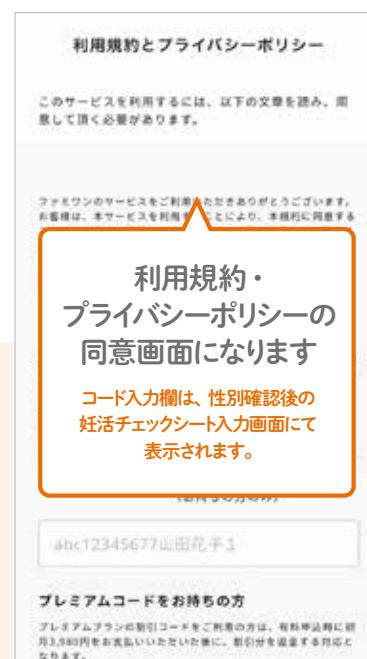 利用規約とプライバシーポリシー
このサービスを利用するには、以下の文章を読み、同
意して頂く必要があります。
ファミワンのサービスをご利用いただきありがとうございます。
お客様は、本サービスを利用することにより、本規約に同意する
利用規約・
プライバシーポリシーの
同意画面になります
コード入力欄は、性別確認後の
妊活チェックシート入力画面にて
表示されます。
abc12345677山田花子1
プレミアムコードをお持ちの方
プレミアムプランの割引コードをご利用の方は、有料申込時に初
月3,980円をお支払いいただいた後に、割引分を返金する対応と
なります。